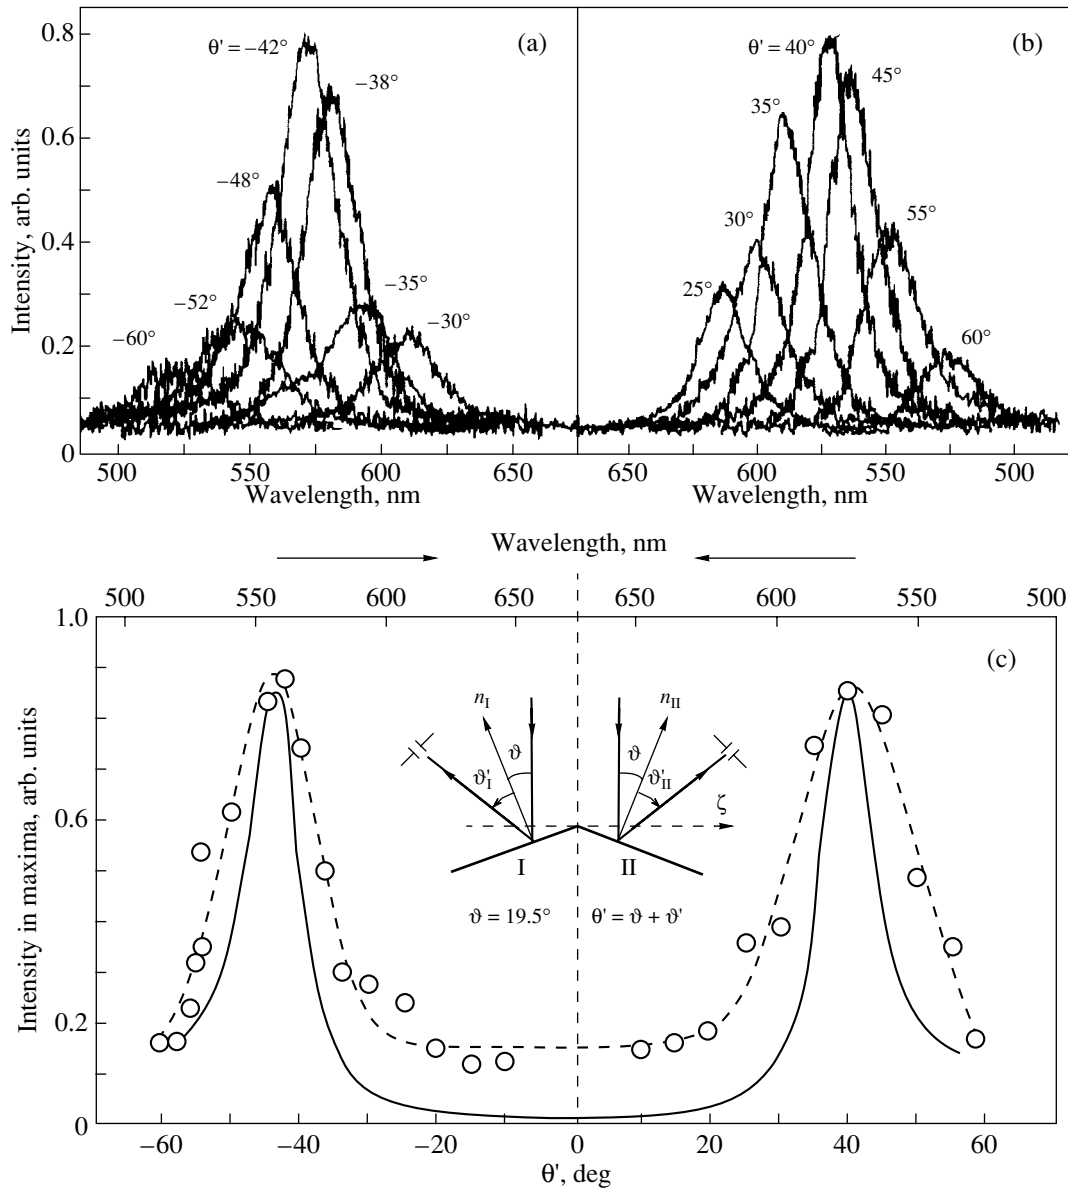 0.8
0.6
0.4
0.2
0
Intensity, arb. units
(a)
θ' = −42°
−38°
−48°
−35°
−52°
−30°
−60°
500
550
600
650
Wavelength, nm
(b)
θ' = 40°
45°
35°
55°
30°
25°
60°
650
600
550
500
Wavelength, nm
Wavelength, nm
500 550 600 650 650 600 550 500
1.0
0.6
0.2
0
Intensity in maxima, arb. units
(c)
n_I
n_II
ϑ
ϑ
ϑ'_I
ϑ'_II
ζ
I
II
ϑ = 19.5°
θ' = ϑ + ϑ'
−60 −40 −20 0 20 40 60
θ', deg